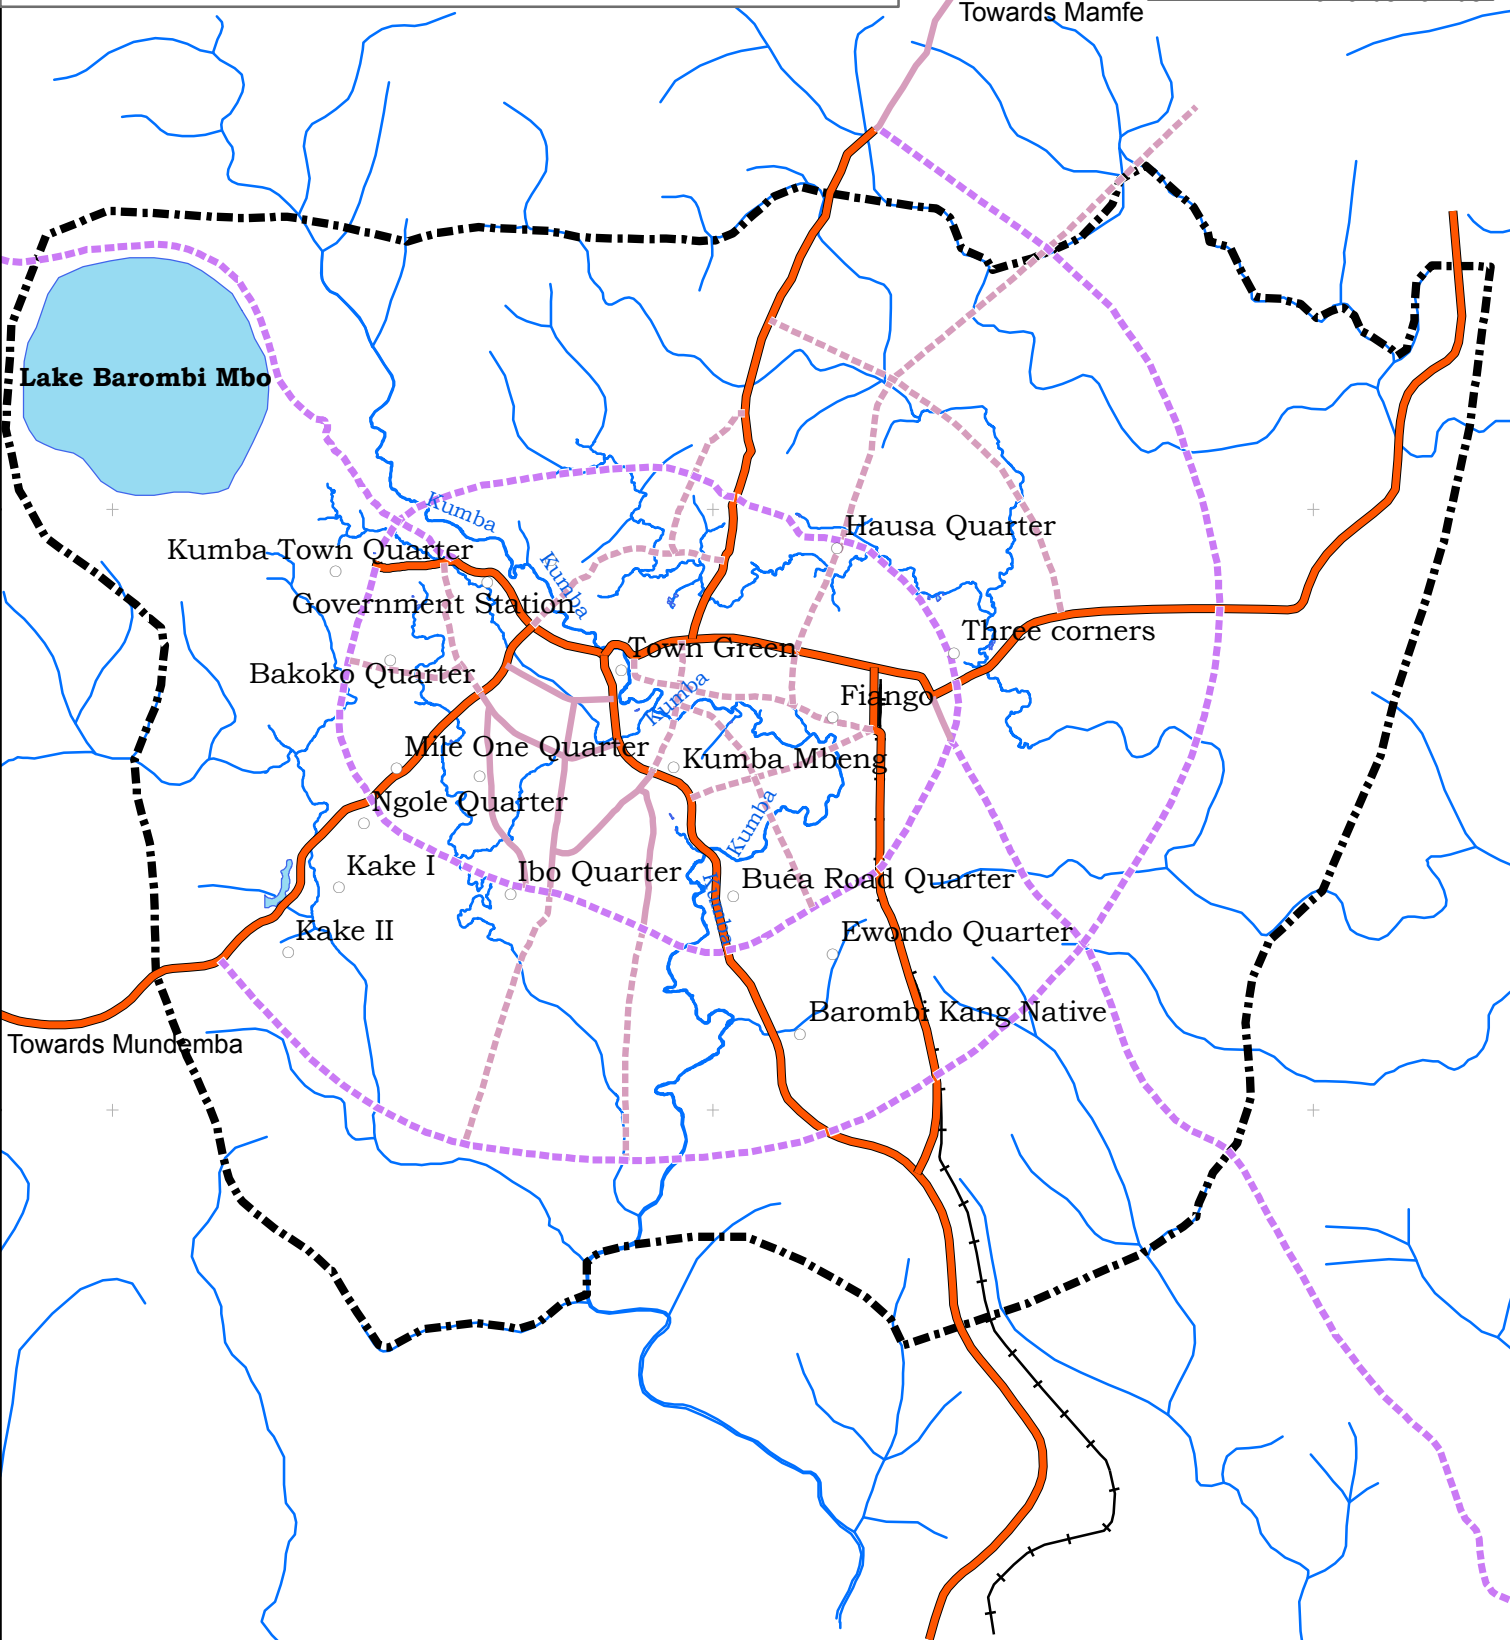 Towards Mamfe
Lake Barombi Mbo
Kumba
Hausa Quarter
Kumba Town Quarter
Kumba
Government Station
Three corners
Town Green
Bakoko Quarter
Kumba
Fiango
Mile One Quarter
Kumba Mbeng
Ngole Quarter
Kumba
Kake I
Ibo Quarter
Buea Road Quarter
Kumba
Kake II
Ewondo Quarter
Barombi Kang Native
Towards Mundemba